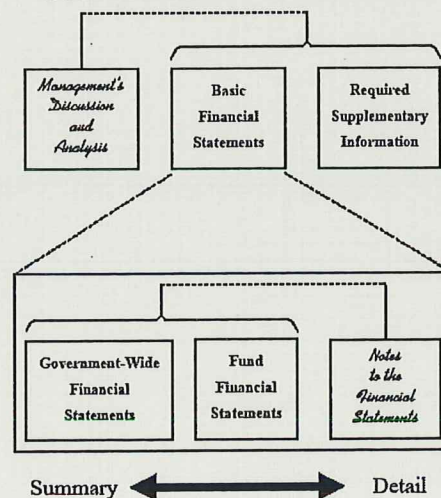 Management's
Discussion
and
Analysis
Basic
Financial
Statements
Required
Supplementary
Information
Government-Wide
Financial
Statements
Fund
Financial
Statements
Notes
to the
Financial
Statements
Summary
Detail